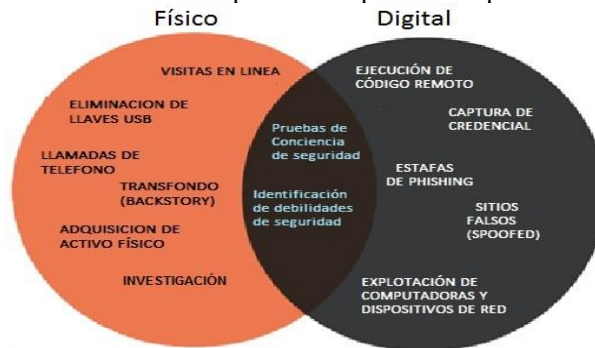 Físico
Digital
VISITAS EN LINEA
ELIMINACION DE
LLAVES USB
LLAMADAS DE
TELEFONO
TRANSFONDO
(BACKSTORY)
ADQUISICION DE
ACTIVO FÍSICO
INVESTIGACIÓN
Pruebas de
Conciencia
de seguridad
Identificación
de debilidades
de seguridad
EJECUCIÓN DE
CÓDIGO REMOTO
CAPTURA DE
CREDENCIAL
ESTAFAS
DE PHISHING
SITIOS
FALSOS
(SPOOFED)
EXPLOTACIÓN DE
COMPUTADORAS Y
DISPOSITIVOS DE RED